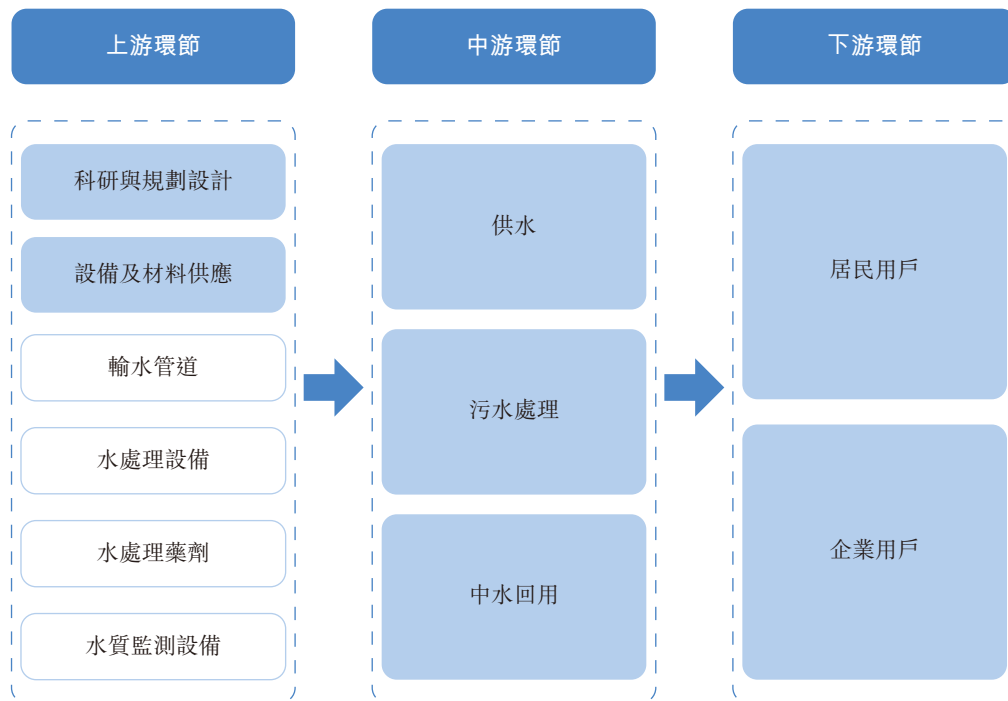 上游環節
科研與規劃設計
設備及材料供應
輸水管道
水處理設備
水處理藥劑
水質監測設備
中游環節
供水
污水處理
中水回用
下游環節
居民用戶
企業用戶